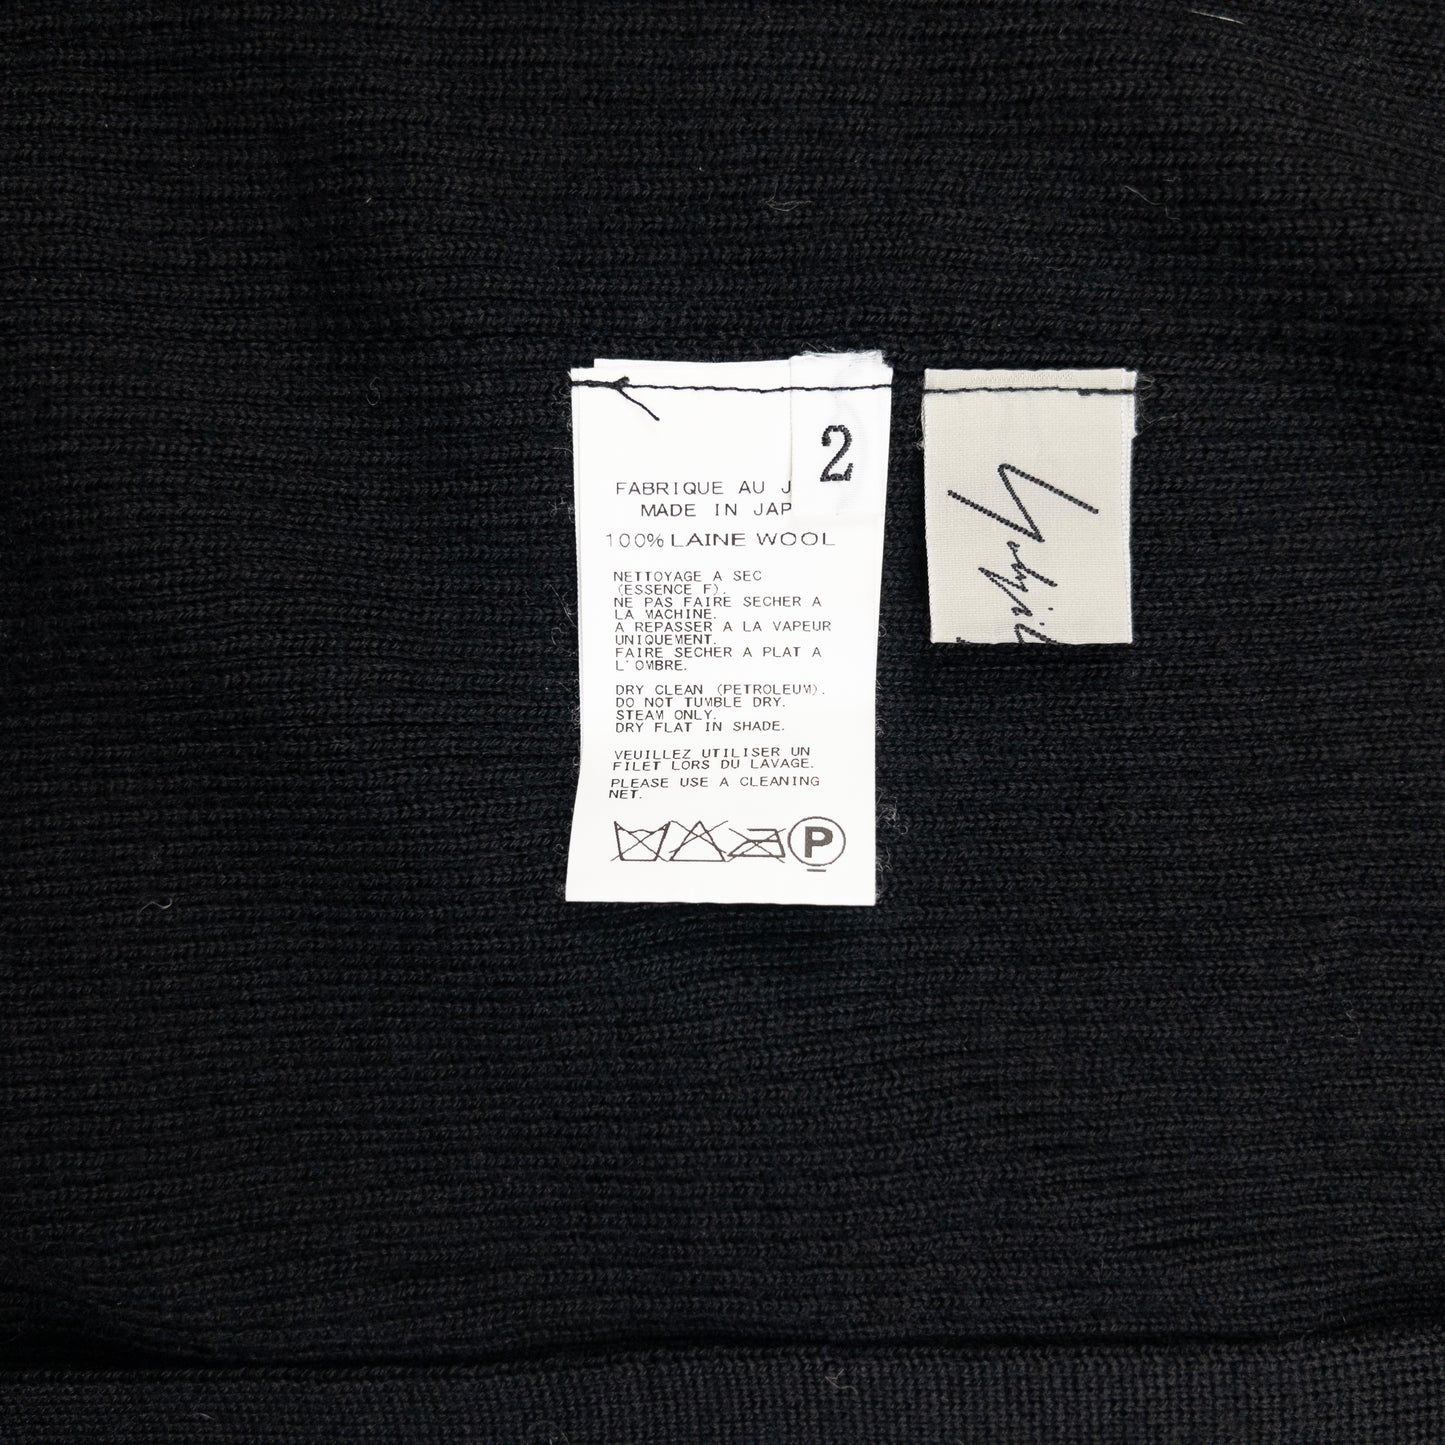 2
FABRIQUE AU J
MADE IN JAP
100% LAINE WOOL
NETTOYAGE A SEC
(ESSENCE F).
NE PAS FAIRE SECHER A
LA MACHINE.
A REPASSER A LA VAPEUR
UNIQUEMENT.
FAIRE SECHER A PLAT A
L'OMBRE.
DRY CLEAN (PETROLEUM).
DO NOT TUMBLE DRY.
STEAM ONLY.
DRY FLAT IN SHADE.
VEUILLEZ UTILISER UN
FILET LORS DU LAVAGE.
PLEASE USE A CLEANING
NET.
P